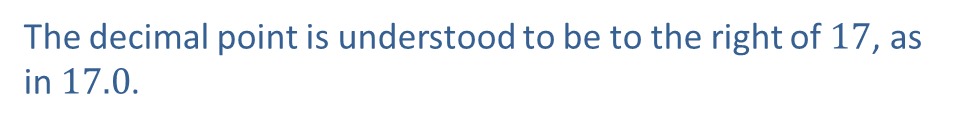 The decimal point is understood to be to the right of 17, as
in 17.0.